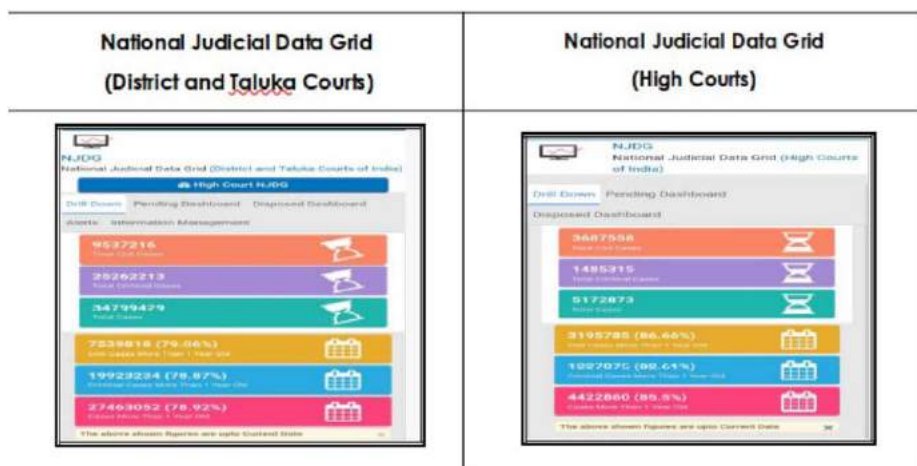 National Judicial Data Grid
(District and Taluka Courts)
NJDG
National Judicial Data Grid (District and Taluka Courts of India)
High Court NJDG
Drill Down Pending Dashboard Disposed Dashboard
Alerts Information Management
9537216
Total Civil Cases
25262213
Total Criminal Cases
34799429
Total Cases
7539818 (79.06%)
Civil Cases More Than 1 Year Old
19923234 (78.87%)
Criminal Cases More Than 1 Year Old
27463052 (78.92%)
Cases More Than 1 Year Old
The above shown figures are upto Current Date
National Judicial Data Grid
(High Courts)
NJDG
National Judicial Data Grid (High Courts
of India)
Drill Down Pending Dashboard
Disposed Dashboard
3687558
Total Civil Cases
1485315
Total Criminal Cases
5172873
Total Cases
3195785 (86.66%)
Civil Cases More Than 1 Year Old
1227075 (82.61%)
Criminal Cases More Than 1 Year Old
4422860 (85.5%)
Cases More Than 1 Year Old
The above shown figures are upto Current Date